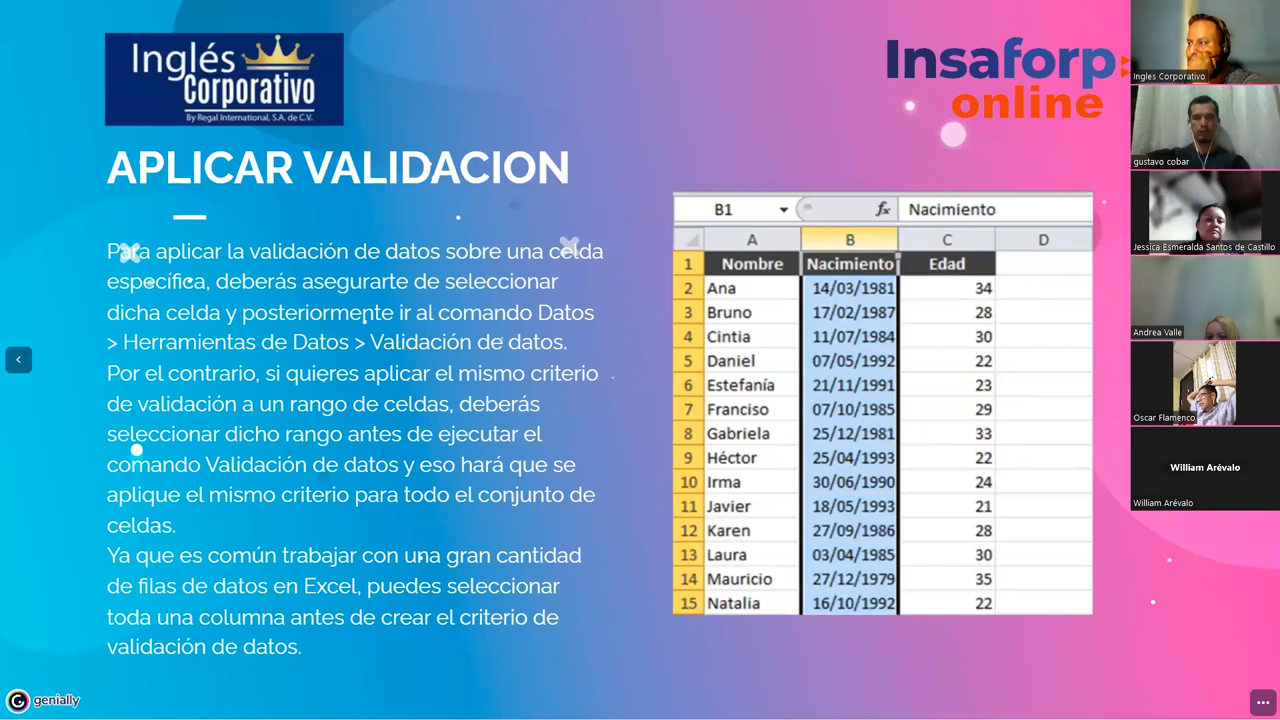 Inglés
Corporativo
By Regal International, S.A. de C.V.
Insaforp
online
APLICAR VALIDACION
Para aplicar la validación de datos sobre una celda
específica, deberás asegurarte de seleccionar
dicha celda y posteriormente ir al comando Datos
> Herramientas de Datos > Validación de datos.
Por el contrario, si quieres aplicar el mismo criterio
de validación a un rango de celdas, deberás
seleccionar dicho rango antes de ejecutar el
comando Validación de datos y eso hará que se
aplique el mismo criterio para todo el conjunto de
celdas.
Ya que es común trabajar con una gran cantidad
de filas de datos en Excel, puedes seleccionar
toda una columna antes de crear el criterio de
validación de datos.
B1 fx Nacimiento
A B C D
1 Nombre Nacimiento Edad
2 Ana 14/03/1981 34
3 Bruno 17/02/1987 28
4 Cintia 11/07/1984 30
5 Daniel 07/05/1992 22
6 Estefanía 21/11/1991 23
7 Franciso 07/10/1985 29
8 Gabriela 25/12/1981 33
9 Héctor 25/04/1993 22
10 Irma 30/06/1990 24
11 Javier 18/05/1993 21
12 Karen 27/09/1986 28
13 Laura 03/04/1985 30
14 Mauricio 27/12/1979 35
15 Natalia 16/10/1992 22
Ingles Corporativo
gustavo cobar
Jessica Esmeralda Santos de Castillo
Andrea Valle
Oscar Flamenco
William Arévalo
William Arévalo
genially